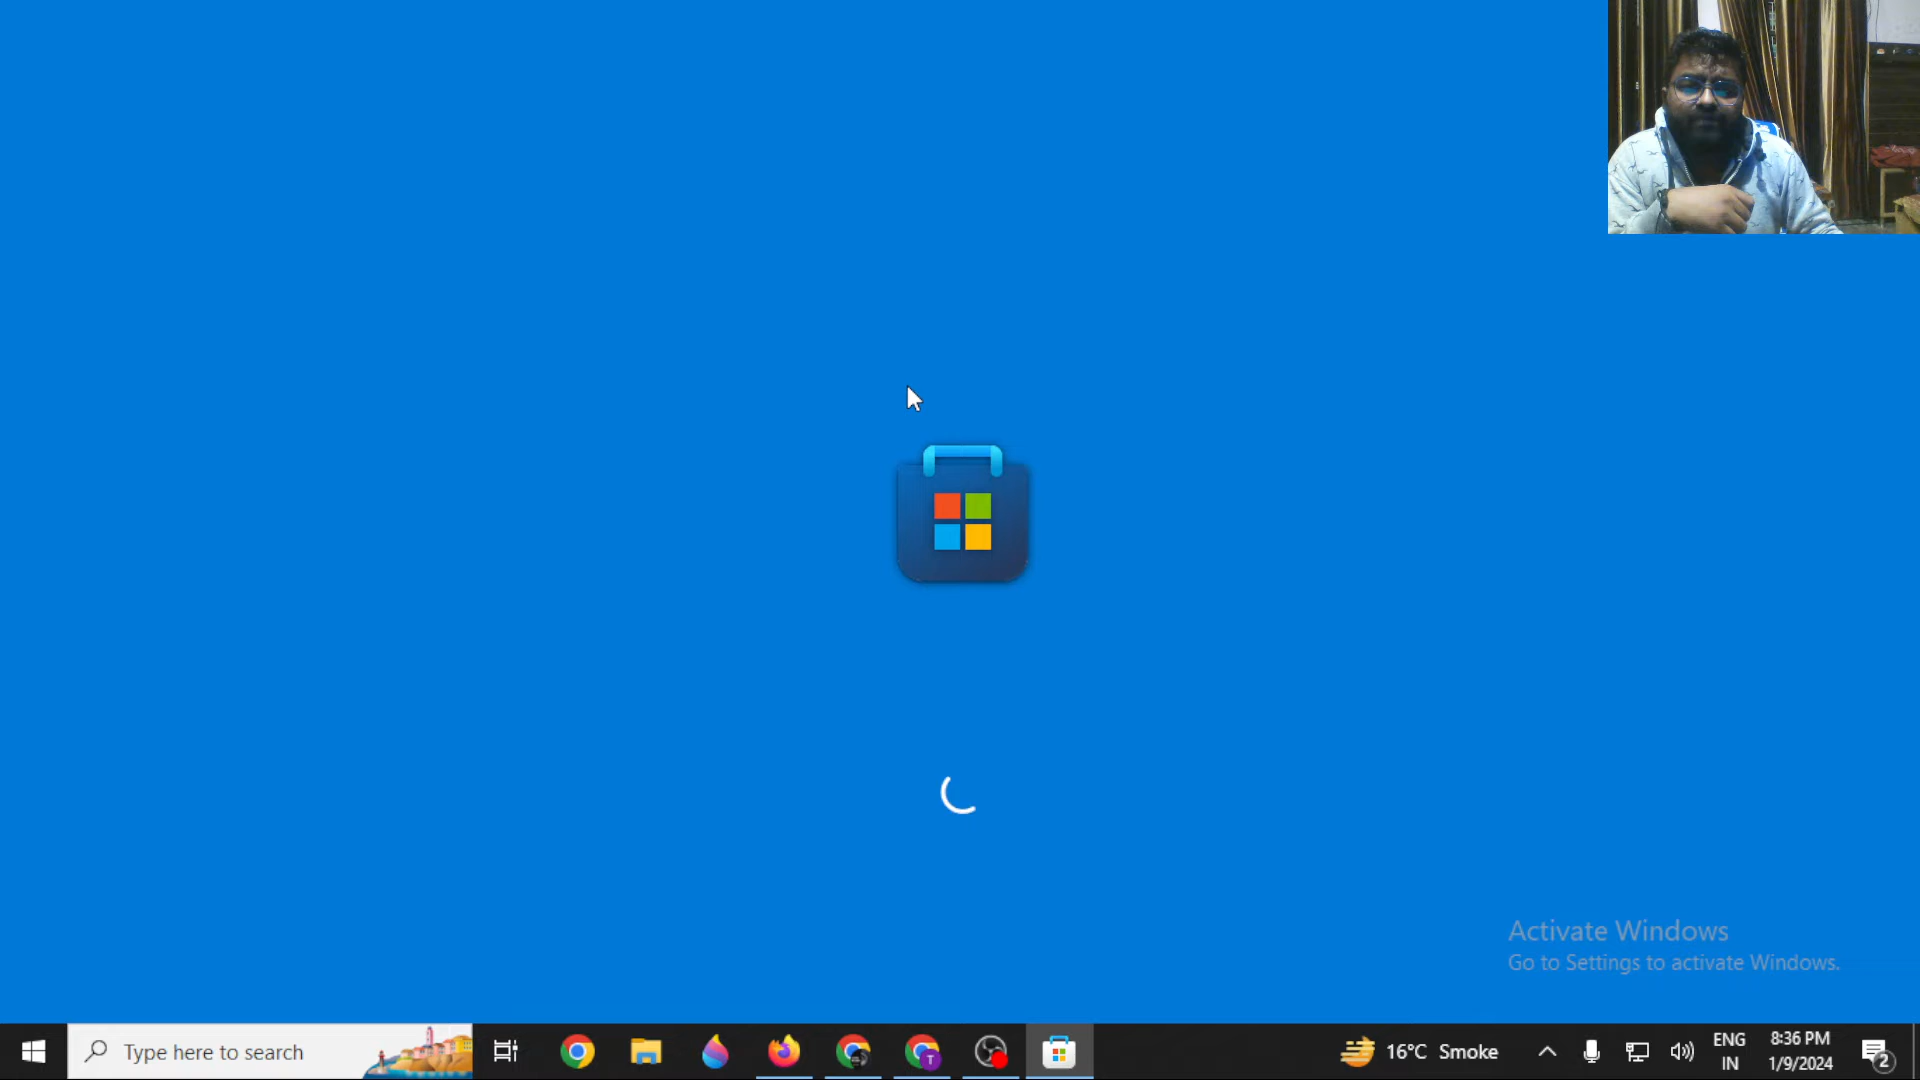 Activate Windows
Go to Settings to activate Windows.
Type here to search
T
16°C Smoke
ENG
IN
8:36 PM
1/9/2024
2